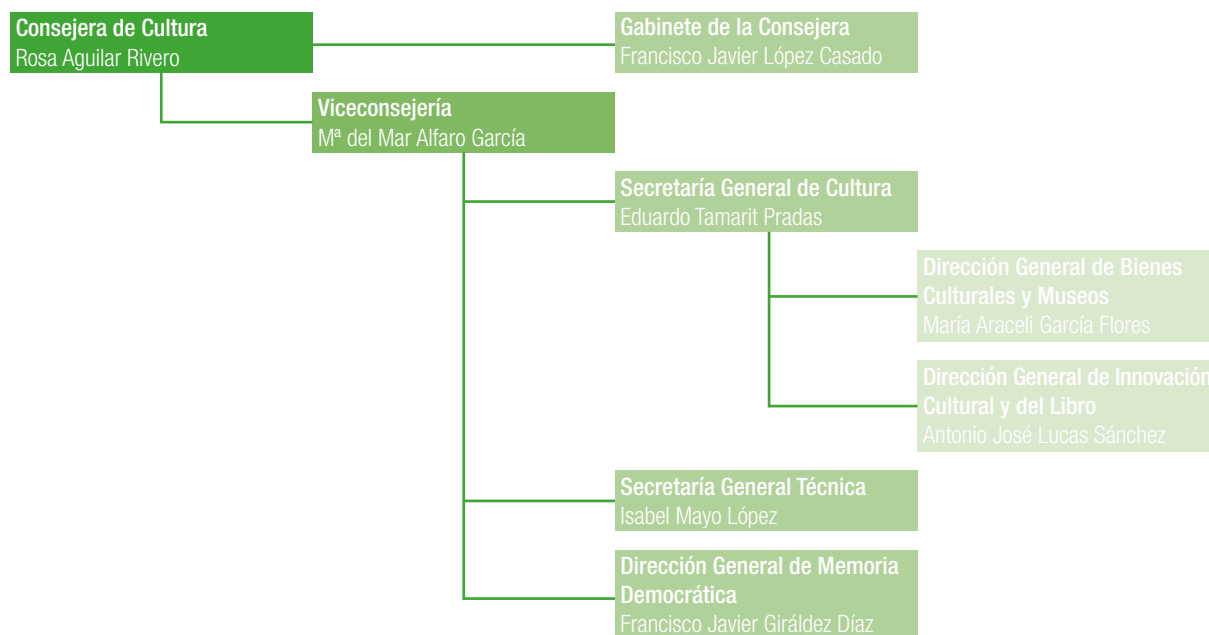 Consejera de Cultura
Rosa Aguilar Rivero
Gabinete de la Consejera
Francisco Javier López Casado
Viceconsejería
Mª del Mar Alfaro García
Secretaría General de Cultura
Eduardo Tamarit Pradas
Dirección General de Bienes
Culturales y Museos
María Araceli García Flores
Dirección General de Innovación
Cultural y del Libro
Antonio José Lucas Sánchez
Secretaría General Técnica
Isabel Mayo López
Dirección General de Memoria
Democrática
Francisco Javier Giráldez Díaz